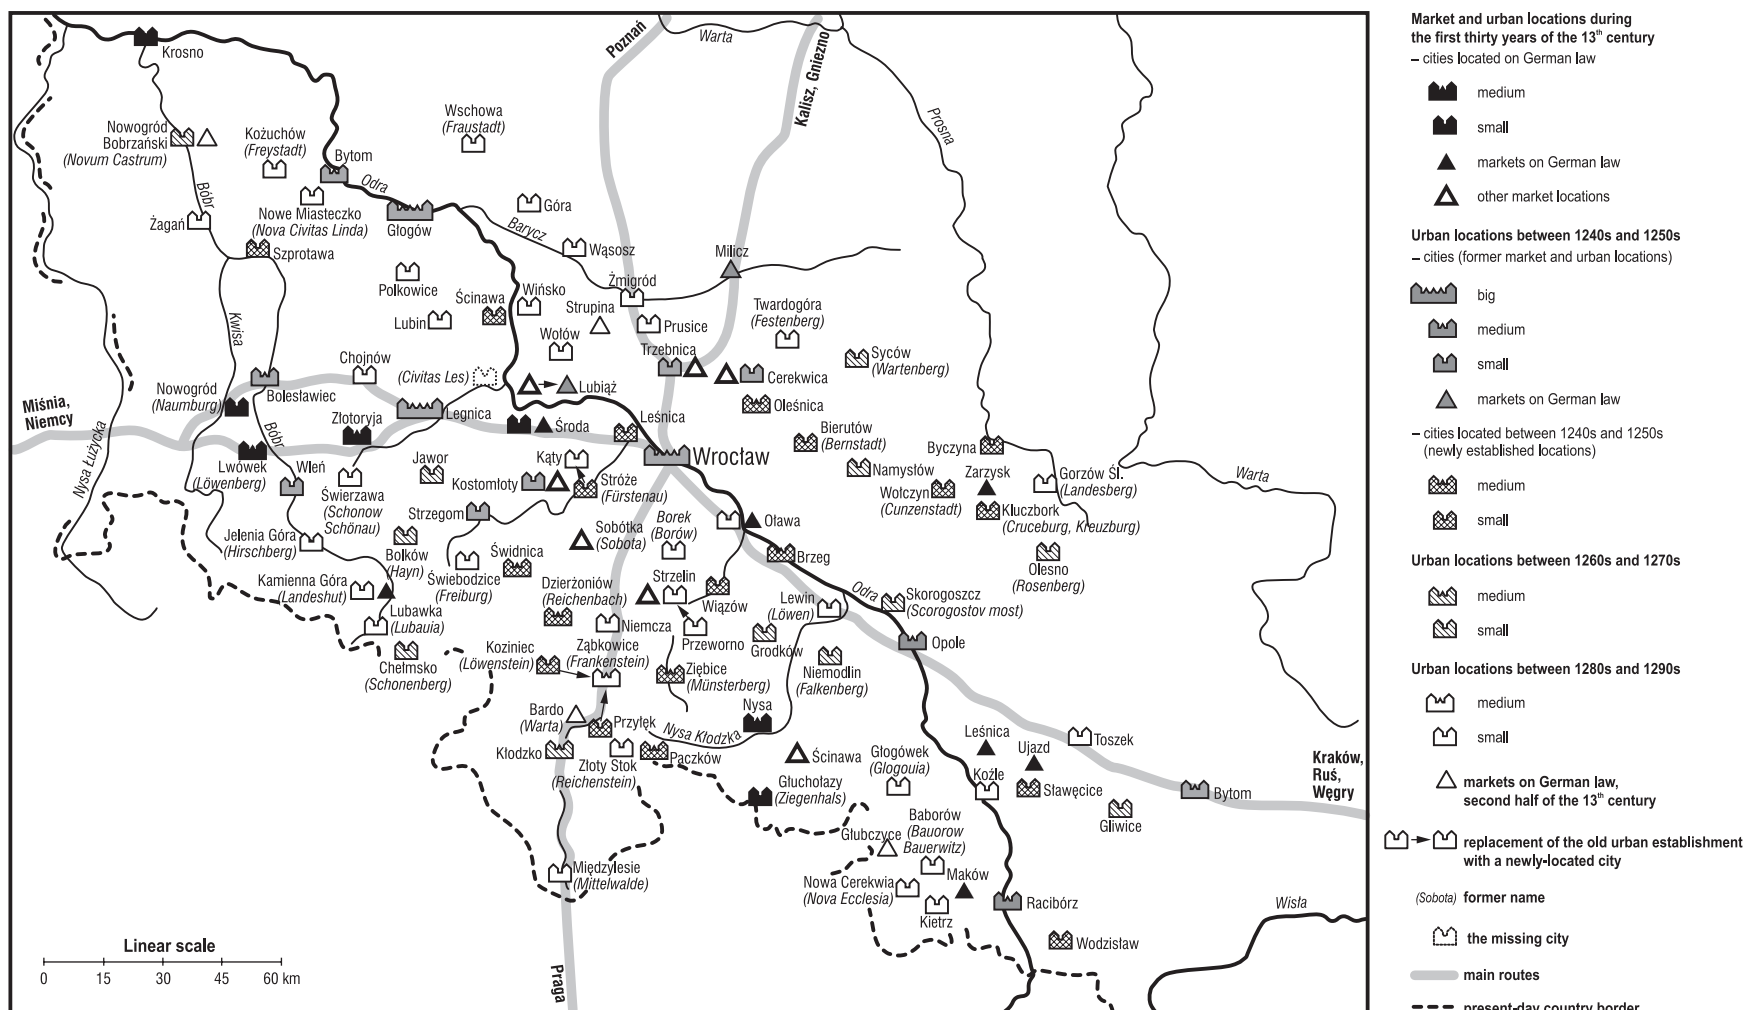 Krosno
Poznań
Warta
Kalisz, Gniezno
Prosna
Wschowa
(Fraustadt)
Nowogród
Bobrzański
(Novum Castrum)
Kożuchów
(Freystadt)
Bytom
Odra
Bóbr
Nowe Miasteczko
(Nova Civitas Linda)
Głogów
Góra
Barycz
Żagań
Szprotawa
Wąsosz
Milicz
Polkowice
Żmigród
Ścinawa
Wińsko
Strupina
Twardogóra
(Festenberg)
Kwisa
Lubin
Prusice
Wołów
Trzebnica
Syców
(Wartenberg)
Chojnów
(Civitas Les)
Nowogród
(Naumburg)
Bolesławiec
Lubiąż
Cerekwica
Miśnia,
Niemcy
Złotoryja
Legnica
Oleśnica
Środa
Leśnica
Nysa Łużycka
Bóbr
Bierutów
(Bernstadt)
Byczyna
Lwówek
(Löwenberg)
Wleń
Jawor
Kąty
Wrocław
Namysłów
Zarzysk
Gorzów Śl.
(Landesberg)
Warta
Świerzawa
(Schonow
Schönau)
Kostomłoty
Stróże
(Fürstenau)
Wołczyn
(Cunzenstadt)
Kluczbork
(Cruceburg, Kreuzburg)
Strzegom
Sobótka
(Sobota)
Borek
(Borów)
Oława
Jelenia Góra
(Hirschberg)
Bolków
(Hayn)
Świdnica
Brzeg
Olesno
(Rosenberg)
Świebodzice
(Freiburg)
Kamienna Góra
(Landeshut)
Dzierżoniów
(Reichenbach)
Strzelin
Wiązów
Lewin
(Löwen)
Odra
Skorogoszcz
(Scorogostov most)
Lubawka
(Lubauia)
Niemcza
Przeworno
Grodków
Opole
Chełmsko
(Schonenberg)
Koziniec
(Löwenstein)
Ząbkowice
(Frankenstein)
Ziębice
(Münsterberg)
Niemodlin
(Falkenberg)
Bardo
(Warta)
Przyłęk
Nysa
Nysa Kłodzka
Kłodzko
Złoty Stok
(Reichenstein)
Paczków
Ścinawa
Głogówek
(Glogouia)
Leśnica
Ujazd
Toszek
Kraków,
Ruś,
Węgry
Głuchołazy
(Ziegenhals)
Koźle
Sławęcice
Bytom
Gliwice
Głubczyce
Baborów
(Bauorow
Bauerwitz)
Międzylesie
(Mittelwalde)
Nowa Cerekwia
(Nova Ecclesia)
Maków
Kietrz
Racibórz
Wisła
Wodzisław
Praga
Linear scale
0 15 30 45 60 km
Market and urban locations during
the first thirty years of the 13th century
– cities located on German law
medium
small
markets on German law
other market locations
Urban locations between 1240s and 1250s
– cities (former market and urban locations)
big
medium
small
markets on German law
– cities located between 1240s and 1250s
(newly established locations)
medium
small
Urban locations between 1260s and 1270s
medium
small
Urban locations between 1280s and 1290s
medium
small
markets on German law,
second half of the 13th century
replacement of the old urban establishment
with a newly-located city
(Sobota) former name
the missing city
main routes
present-day country border